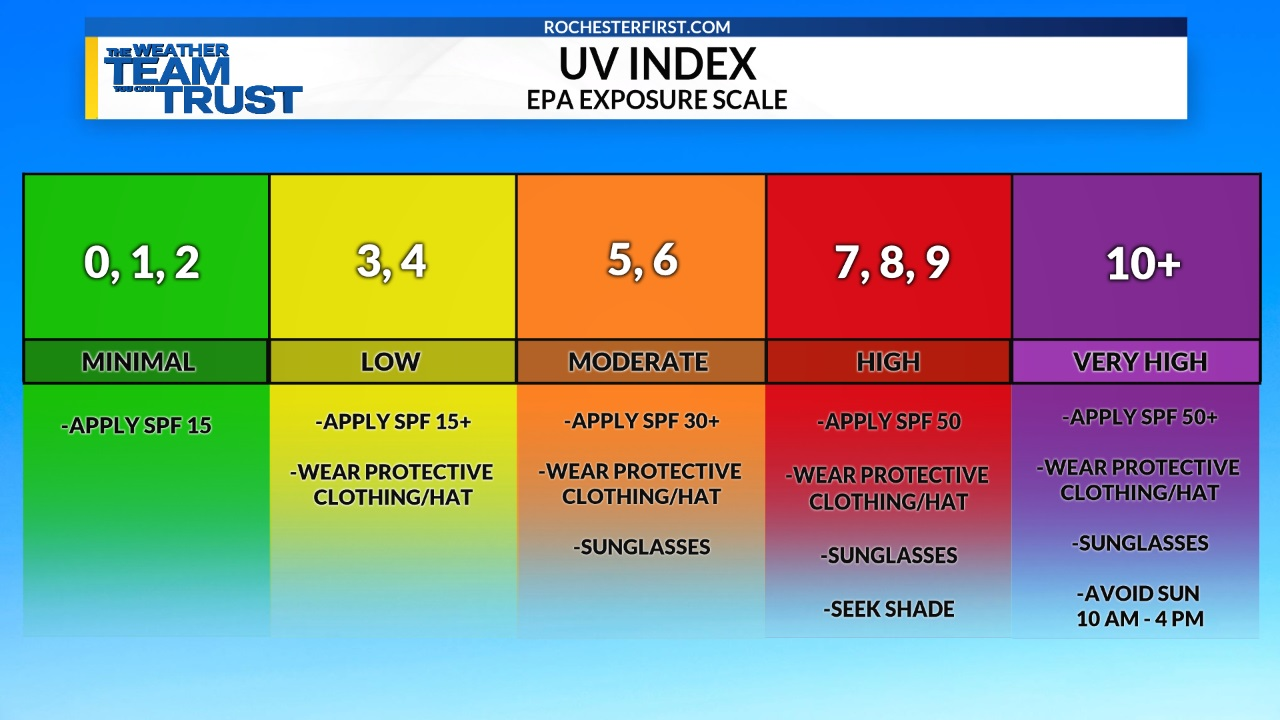 ROCHESTERFIRST.COM
THE WEATHER
TEAM
YOU CAN TRUST
UV INDEX
EPA EXPOSURE SCALE
0, 1, 2
3, 4
5, 6
7, 8, 9
10+
MINIMAL
LOW
MODERATE
HIGH
VERY HIGH
-APPLY SPF 15
-APPLY SPF 15+
-WEAR PROTECTIVE
CLOTHING/HAT
-APPLY SPF 30+
-WEAR PROTECTIVE
CLOTHING/HAT
-SUNGLASSES
-APPLY SPF 50
-WEAR PROTECTIVE
CLOTHING/HAT
-SUNGLASSES
-SEEK SHADE
-APPLY SPF 50+
-WEAR PROTECTIVE
CLOTHING/HAT
-SUNGLASSES
-AVOID SUN
10 AM - 4 PM